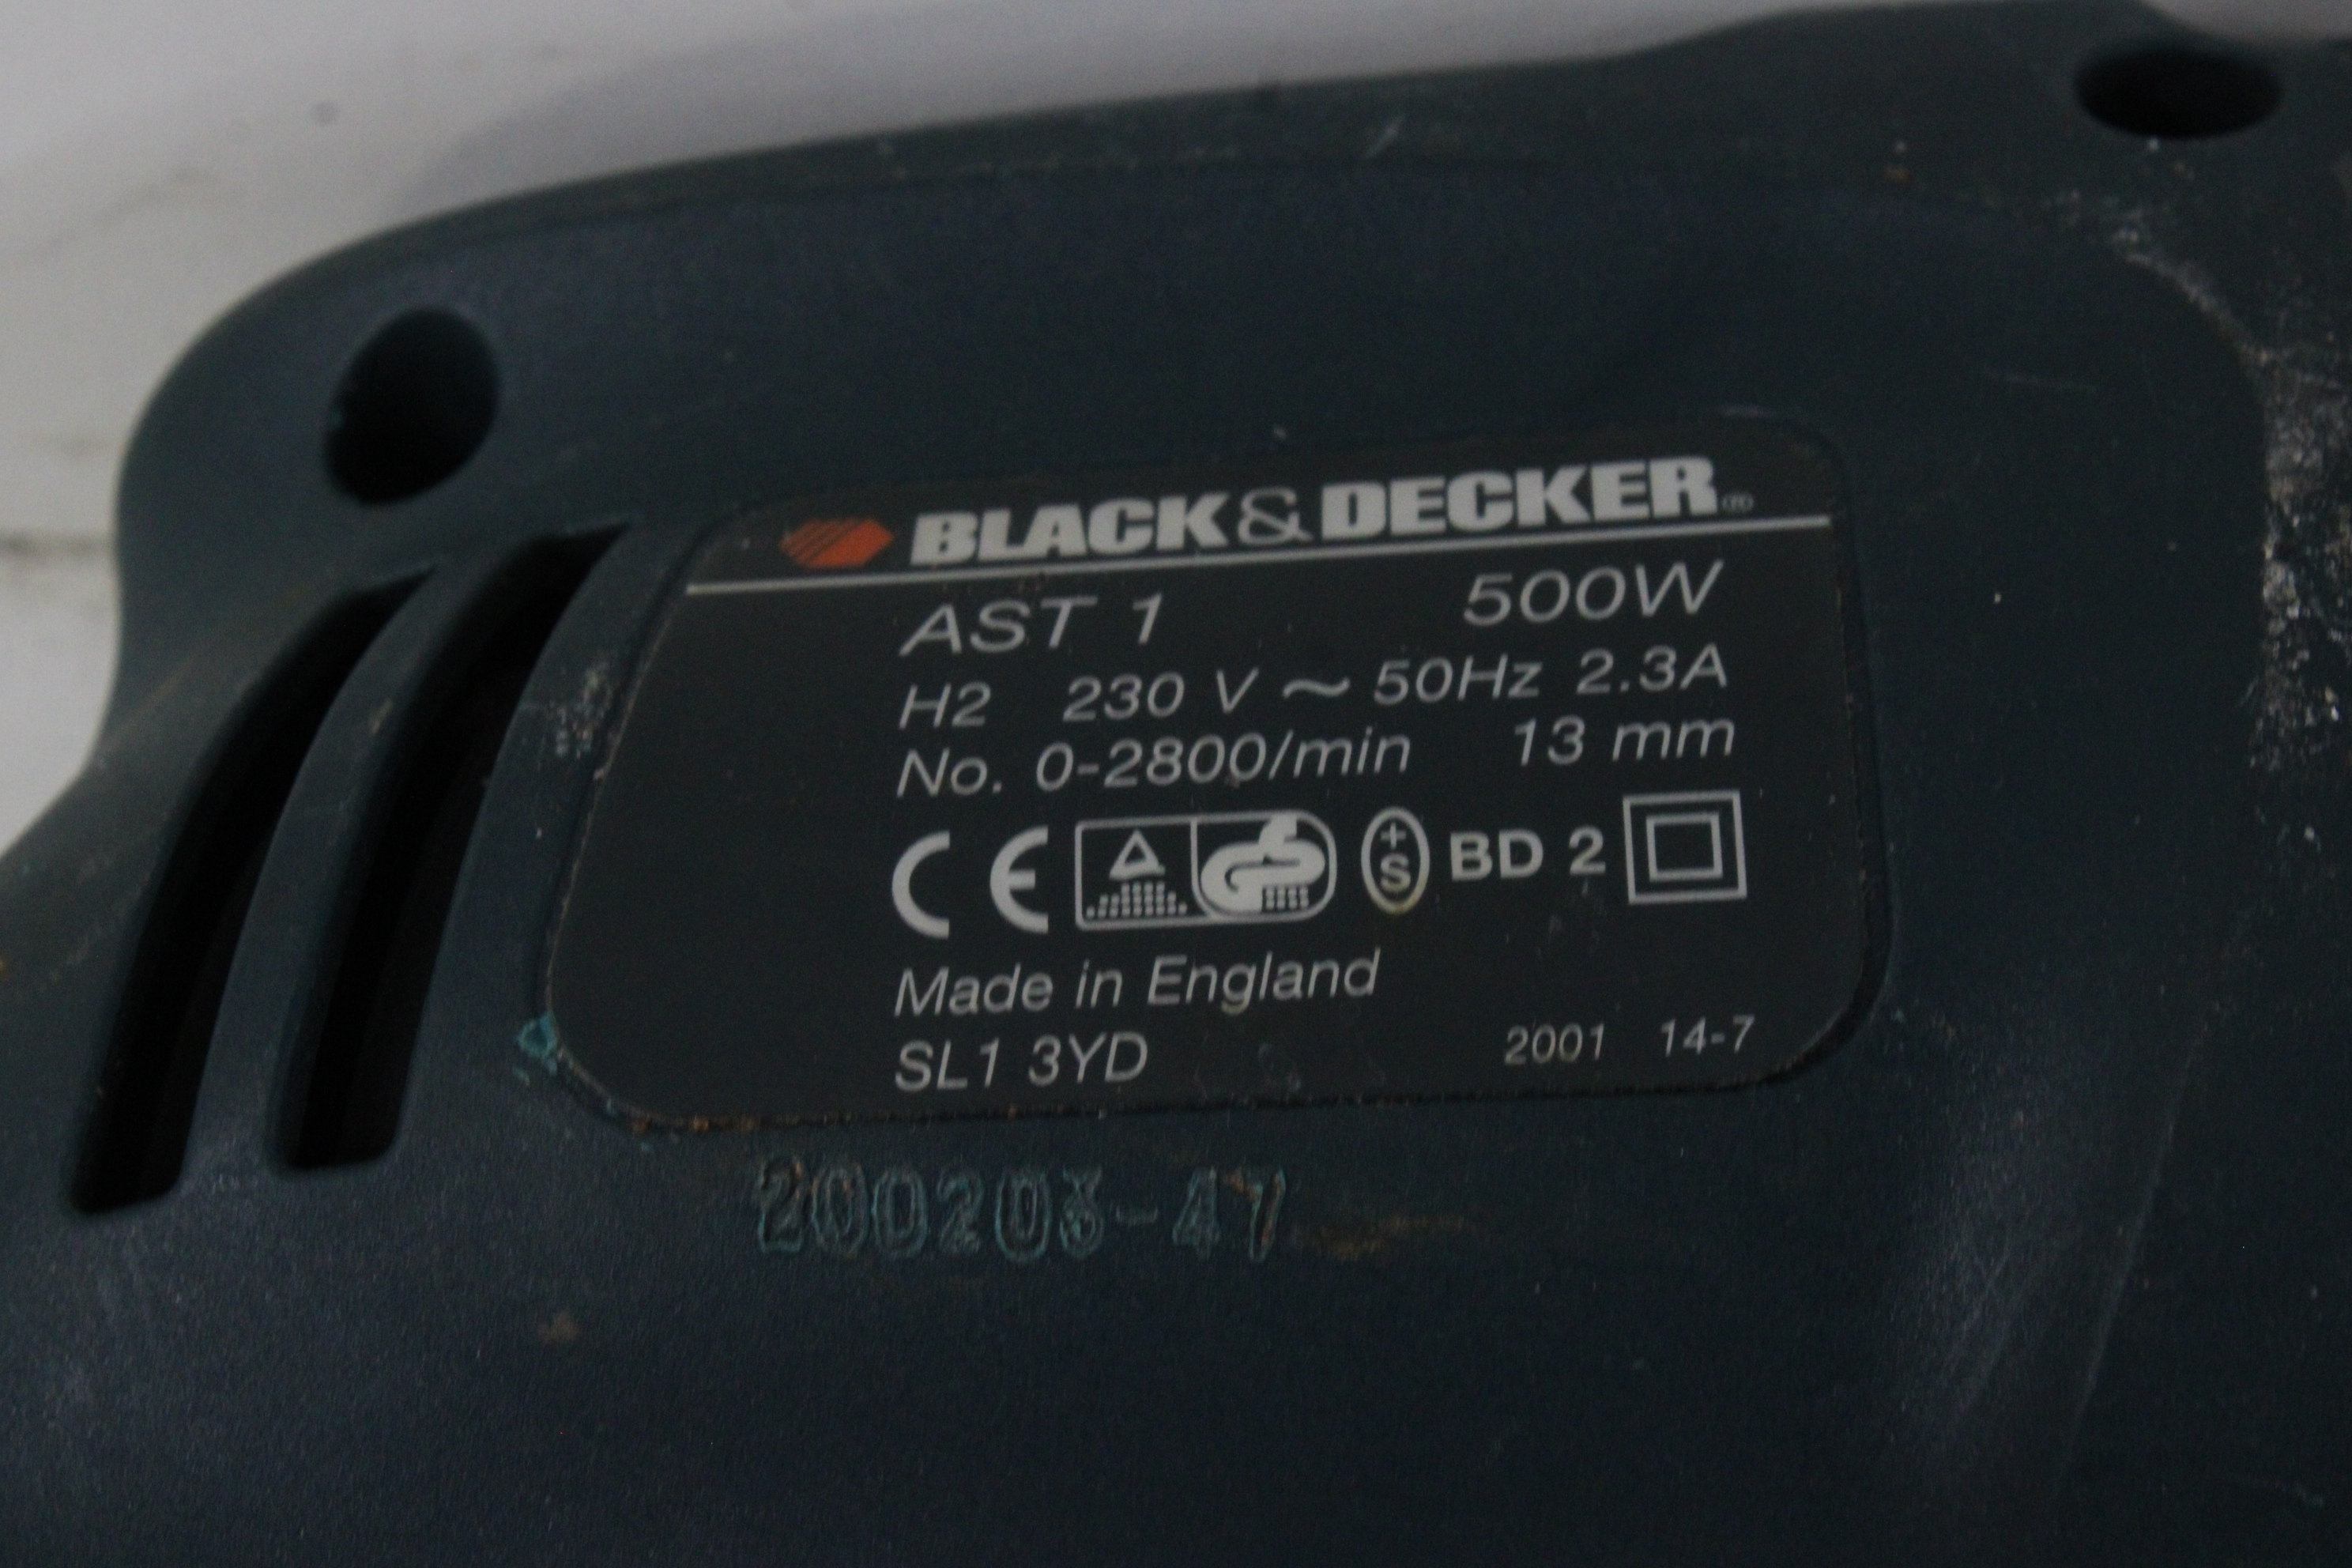 BLACK&DECKER®
AST 1 500W
H2 230 V ~ 50Hz 2.3A
No. 0-2800/min 13 mm
CE GS +S BD 2
Made in England
SL1 3YD 2001 14-7
200203-47